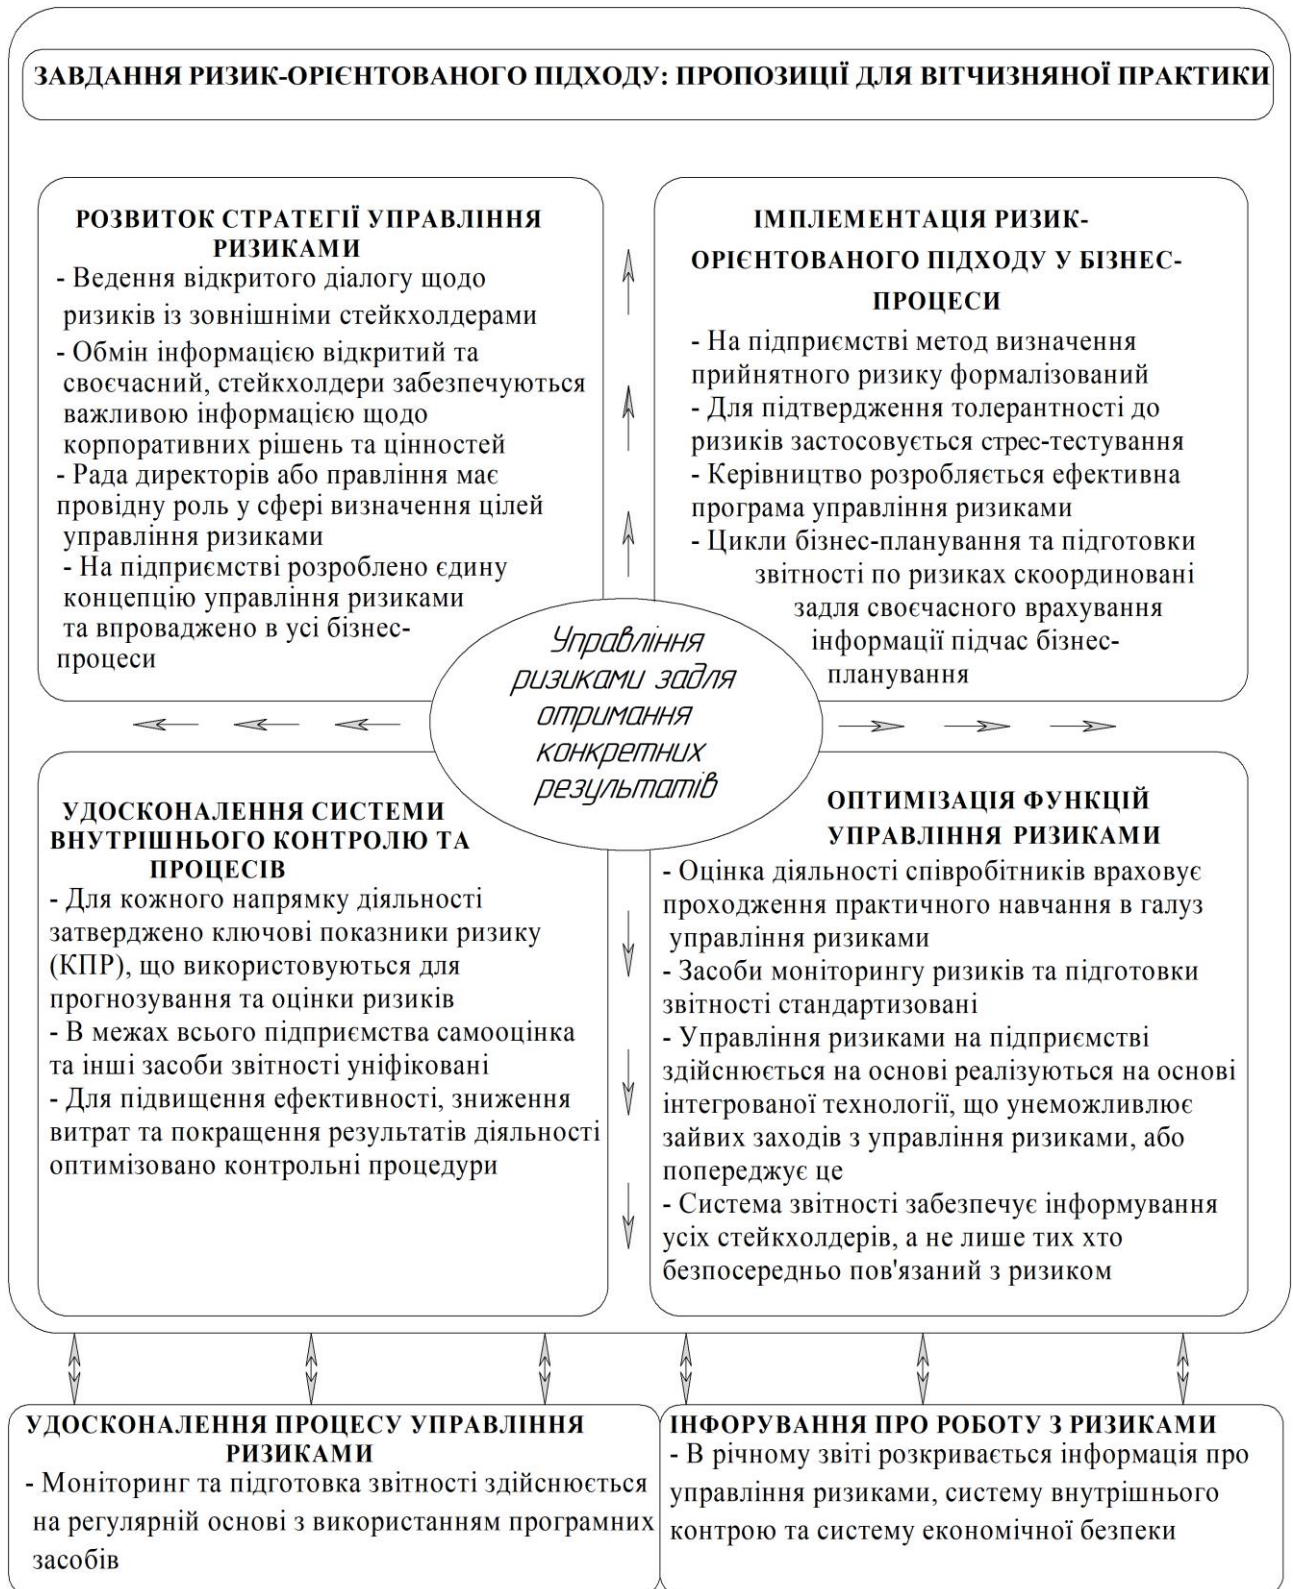 ЗАВДАННЯ РИЗИК-ОРІЄНТОВАНОГО ПІДХОДУ: ПРОПОЗИЦІЇ ДЛЯ ВІТЧИЗНЯНОЇ ПРАКТИКИ
РОЗВИТОК СТРАТЕГІЇ УПРАВЛІННЯ
РИЗИКАМИ
- Ведення відкритого діалогу щодо
ризиків із зовнішніми стейкхолдерами
- Обмін інформацією відкритий та
своєчасний, стейкхолдери забезпечуються
важливою інформацією щодо
корпоративних рішень та цінностей
- Рада директорів або правління має
провідну роль у сфері визначення цілей
управління ризиками
- На підприємстві розроблено єдину
концепцію управління ризиками
та впроваджено в усі бізнес-
процеси
ІМПЛЕМЕНТАЦІЯ РИЗИК-
ОРІЄНТОВАНОГО ПІДХОДУ У БІЗНЕС-
ПРОЦЕСИ
- На підприємстві метод визначення
прийнятного ризику формалізований
- Для підтвердження толерантності до
ризиків застосовується стрес-тестування
- Керівництво розробляється ефективна
програма управління ризиками
- Цикли бізнес-планування та підготовки
звітності по ризиках скоординовані
задля своєчасного врахування
інформації підчас бізнес-
планування
Управління
ризиками задля
отримання
конкретних
результатів
УДОСКОНАЛЕННЯ СИСТЕМИ
ВНУТРІШНЬОГО КОНТРОЛЮ ТА
ПРОЦЕСІВ
- Для кожного напрямку діяльності
затверджено ключові показники ризику
(КПР), що використовуються для
прогнозування та оцінки ризиків
- В межах всього підприємства самооцінка
та інші засоби звітності уніфіковані
- Для підвищення ефективності, зниження
витрат та покращення результатів діяльності
оптимізовано контрольні процедури
ОПТИМІЗАЦІЯ ФУНКЦІЙ
УПРАВЛІННЯ РИЗИКАМИ
- Оцінка діяльності співробітників враховує
проходження практичного навчання в галуз
управління ризиками
- Засоби моніторингу ризиків та підготовки
звітності стандартизовані
- Управління ризиками на підприємстві
здійснюється на основі реалізуються на основі
інтегрованої технології, що унеможливлює
зайвих заходів з управління ризиками, або
попереджує це
- Система звітності забезпечує інформування
усіх стейкхолдерів, а не лише тих хто
безпосередньо пов'язаний з ризиком
УДОСКОНАЛЕННЯ ПРОЦЕСУ УПРАВЛІННЯ
РИЗИКАМИ
- Моніторинг та підготовка звітності здійснюється
на регулярній основі з використанням програмних
засобів
ІНФОРУВАННЯ ПРО РОБОТУ З РИЗИКАМИ
- В річному звіті розкривається інформація про
управління ризиками, систему внутрішнього
контрою та систему економічної безпеки